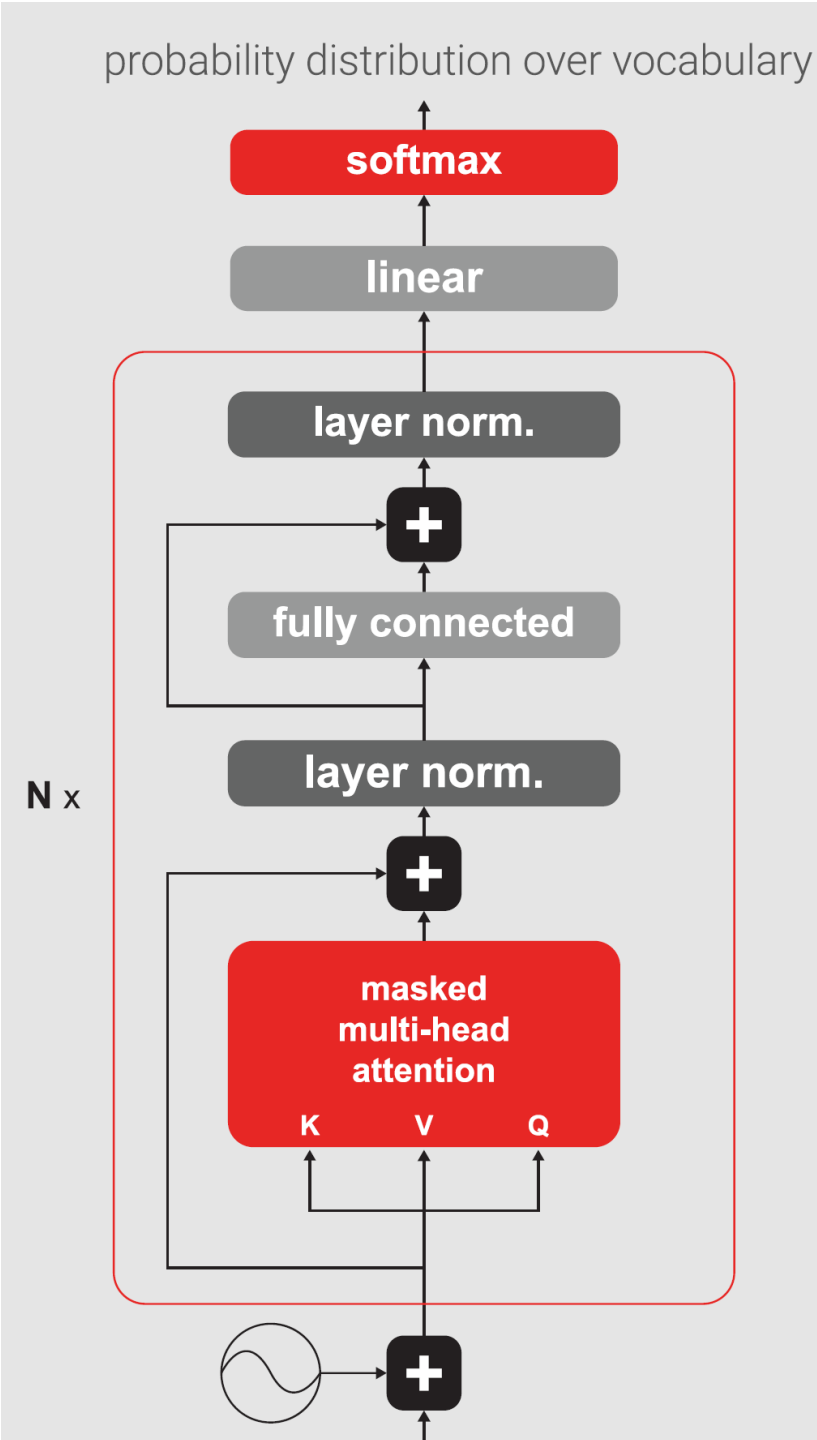 probability distribution over vocabulary
softmax
linear
layer norm.
+
fully connected
layer norm.
N x
+
masked
multi-head
attention
K V Q
+